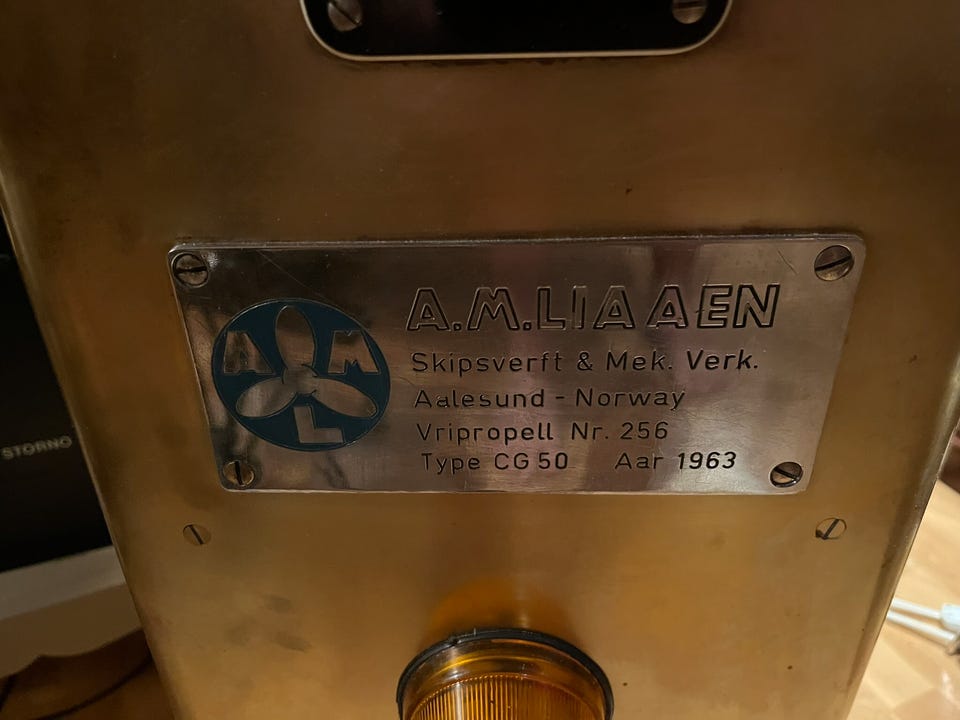 A.M.LIAAEN
Skipsverft & Mek. Verk.
Aalesund - Norway
Vripropell Nr. 256
Type CG 50 Aar 1963
A M
L
STORNO